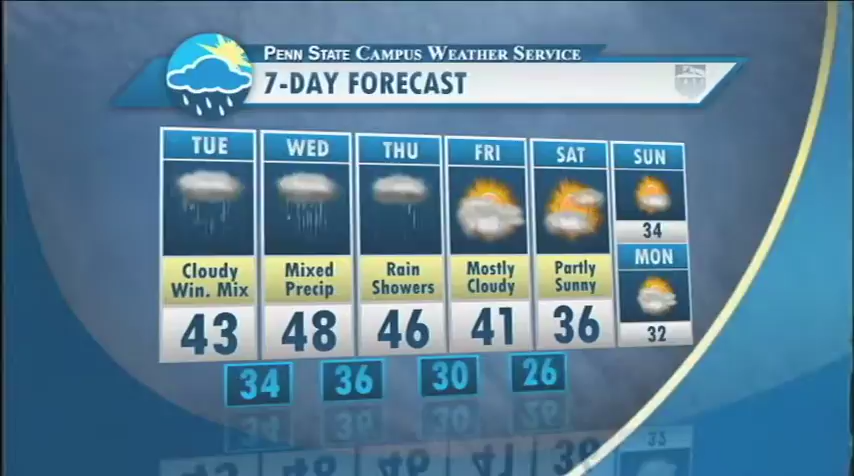 PENN STATE CAMPUS WEATHER SERVICE
7-DAY FORECAST
TUE WED THU FRI SAT SUN
34
MON
32
Cloudy Win. Mix
Mixed Precip
Rain Showers
Mostly Cloudy
Partly Sunny
43 48 46 41 36
34 36 30 26